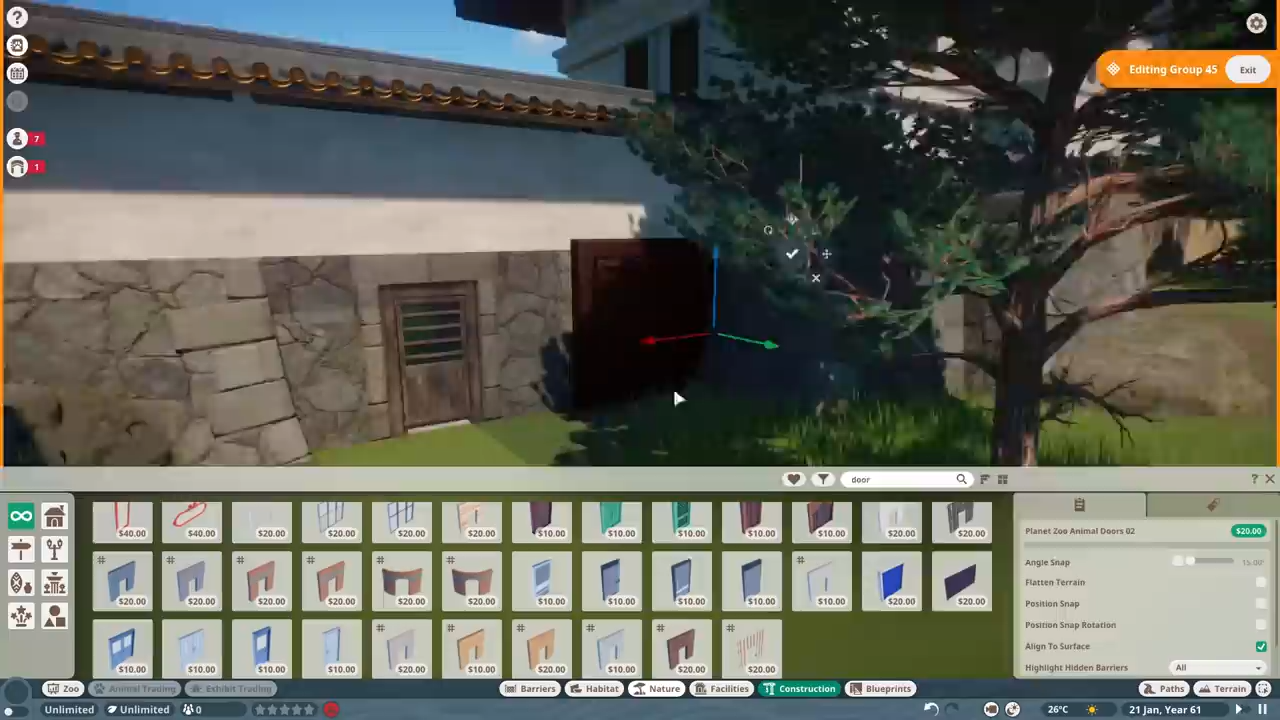 ?
Editing Group 45 Exit
7
1
door
? ×
$40.00 $40.00 $20.00 $20.00 $20.00 $20.00 $10.00 $10.00 $10.00 $10.00 $10.00 $20.00 $20.00
Planet Zoo Animal Doors 02 $20.00
# # # # # # #
Angle Snap 15.00°
Flatten Terrain
$20.00 $20.00 $20.00 $20.00 $20.00 $20.00 $10.00 $10.00 $10.00 $10.00 $20.00 $20.00 $20.00
Position Snap
Position Snap Rotation
# # # # # #
Align To Surface
Highlight Hidden Barriers All
$10.00 $10.00 $10.00 $10.00 $20.00 $20.00 $20.00 $10.00 $20.00 $20.00
Zoo Animal Trading Exhibit Trading Barriers Habitat Nature Facilities Construction Blueprints Paths Terrain
Unlimited Unlimited 0 26°C 21 Jan, Year 61